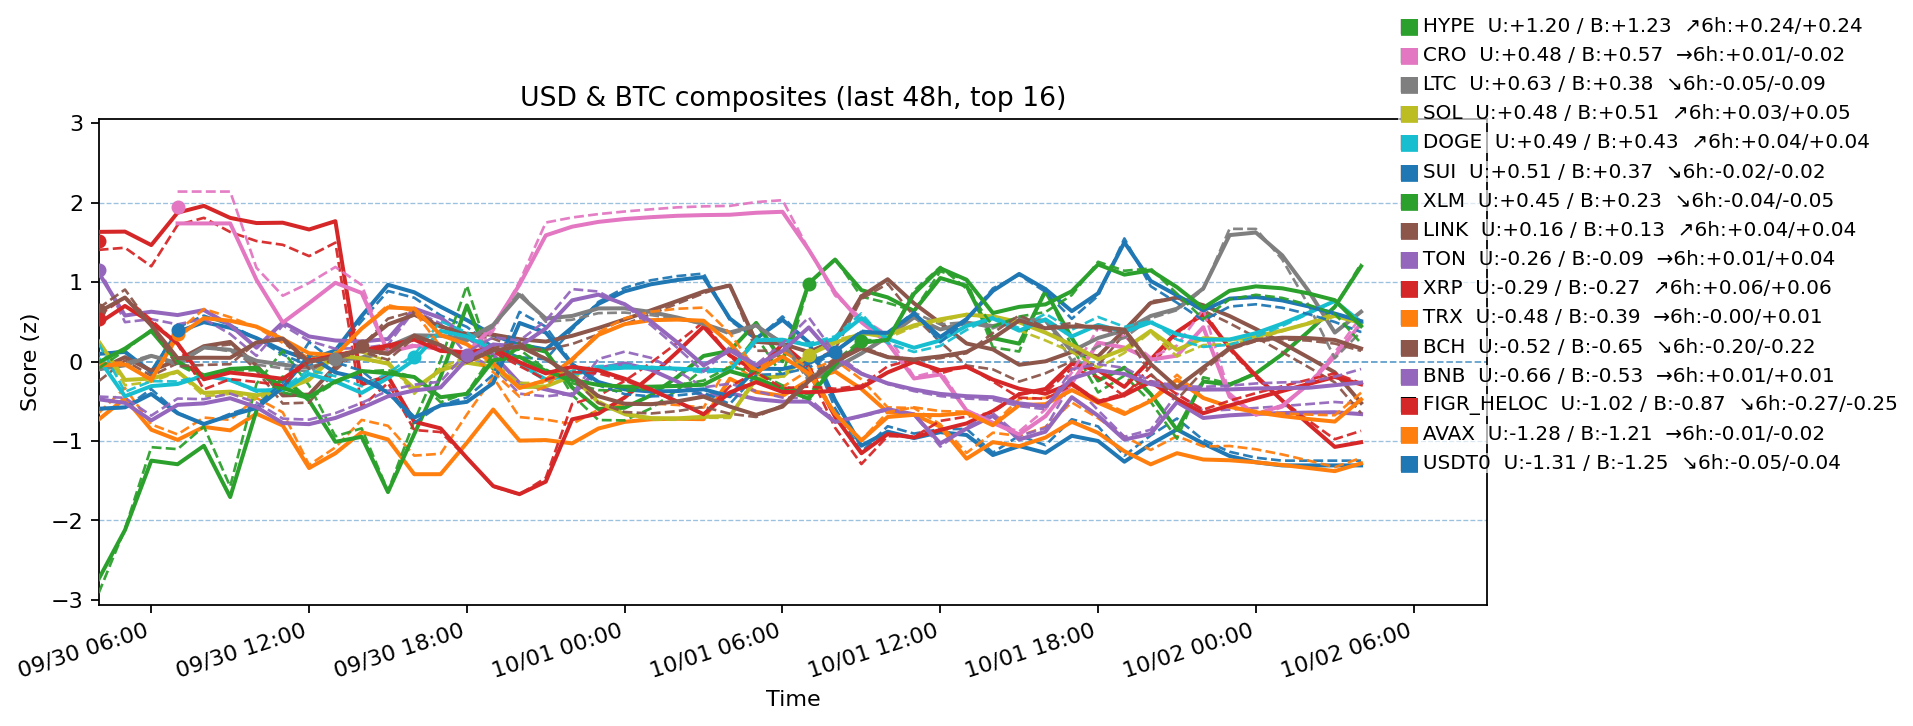 HYPE  U:+1.20 / B:+1.23  ↗6h:+0.24/+0.24
CRO  U:+0.48 / B:+0.57  →6h:+0.01/-0.02
LTC  U:+0.63 / B:+0.38  ↘6h:-0.05/-0.09
SOL  U:+0.48 / B:+0.51  ↗6h:+0.03/+0.05
DOGE  U:+0.49 / B:+0.43  ↗6h:+0.04/+0.04
SUI  U:+0.51 / B:+0.37  ↘6h:-0.02/-0.02
XLM  U:+0.45 / B:+0.23  ↘6h:-0.04/-0.05
LINK  U:+0.16 / B:+0.13  ↗6h:+0.04/+0.04
TON  U:-0.26 / B:-0.09  →6h:+0.01/+0.04
XRP  U:-0.29 / B:-0.27  ↗6h:+0.06/+0.06
TRX  U:-0.48 / B:-0.39  →6h:-0.00/+0.01
BCH  U:-0.52 / B:-0.65  ↘6h:-0.20/-0.22
BNB  U:-0.66 / B:-0.53  →6h:+0.01/+0.01
FIGR_HELOC  U:-1.02 / B:-0.87  ↘6h:-0.27/-0.25
AVAX  U:-1.28 / B:-1.21  →6h:-0.01/-0.02
USDT0  U:-1.31 / B:-1.25  ↘6h:-0.05/-0.04
USD & BTC composites (last 48h, top 16)
Score (z)
3
2
1
0
−1
−2
−3
09/30 06:00
09/30 12:00
09/30 18:00
10/01 00:00
10/01 06:00
10/01 12:00
10/01 18:00
10/02 00:00
10/02 06:00
Time